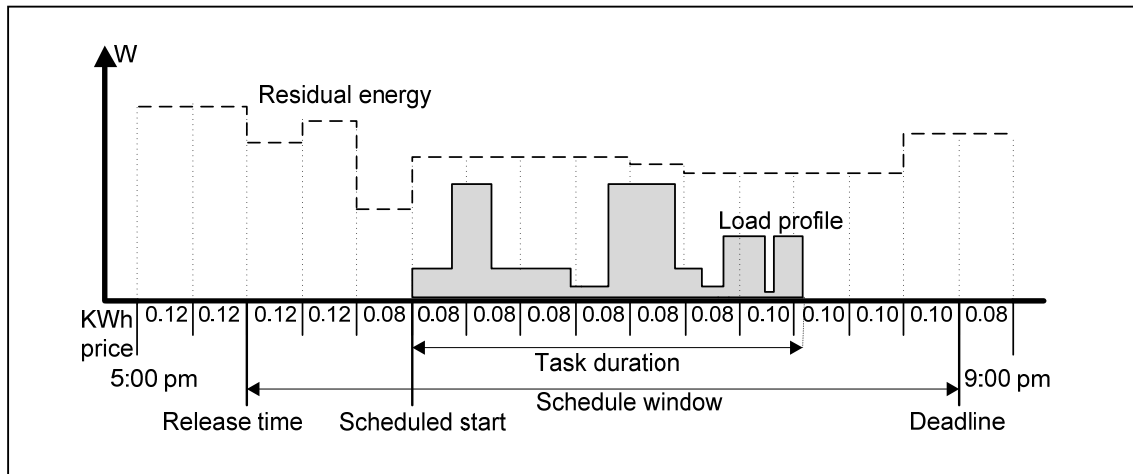 W
Residual energy
Load profile
KWh
price
0.12 0.12 0.12 0.12 0.08 0.08 0.08 0.08 0.08 0.08 0.08 0.10 0.10 0.10 0.10 0.08
Task duration
5:00 pm
9:00 pm
Schedule window
Release time
Scheduled start
Deadline